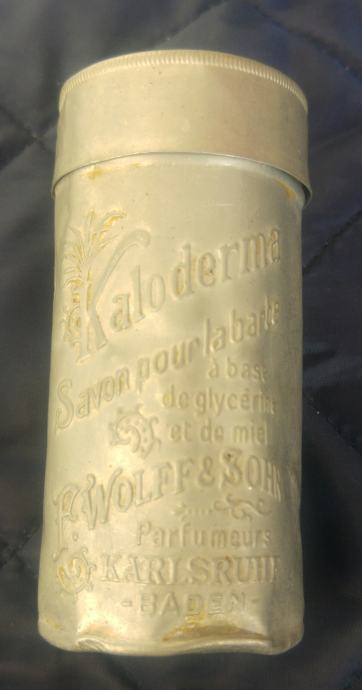 Kaloderma
Savon pour la barbe
à base
de glycérine
et de miel
F. WOLFF & SOHN
Parfumeurs
KARLSRUHE
-BADEN-